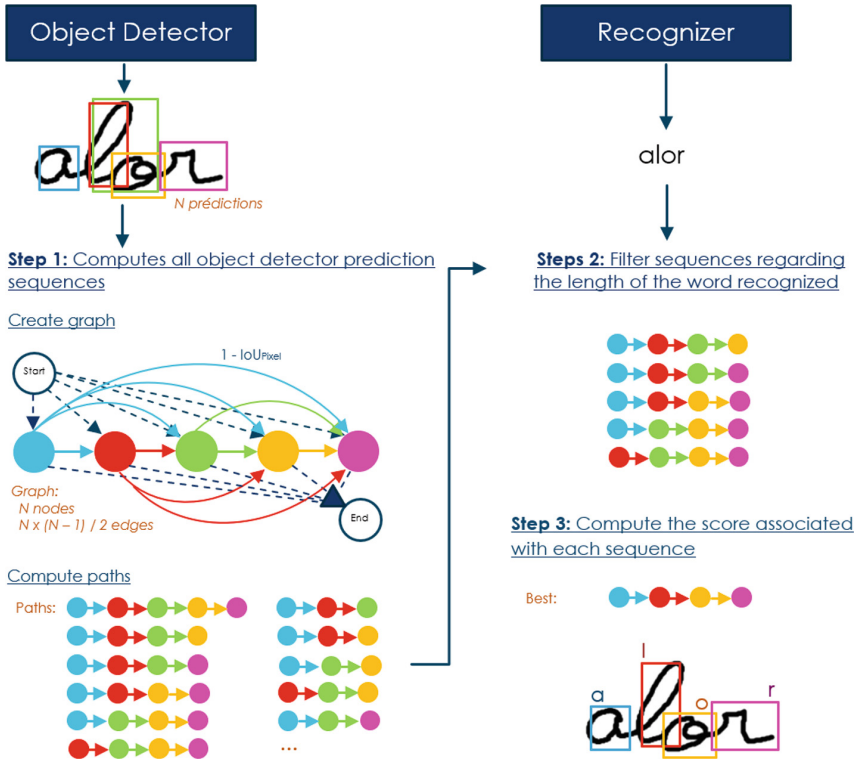 Object Detector
alor
N prédictions
Step 1: Computes all object detector prediction
sequences
Create graph
1 - IoUPixel
Start
Graph:
N nodes
N x (N – 1) / 2 edges
End
Compute paths
Paths:
...
Recognizer
alor
Steps 2: Filter sequences regarding
the length of the word recognized
Step 3: Compute the score associated
with each sequence
Best:
a
l
o
r
alor